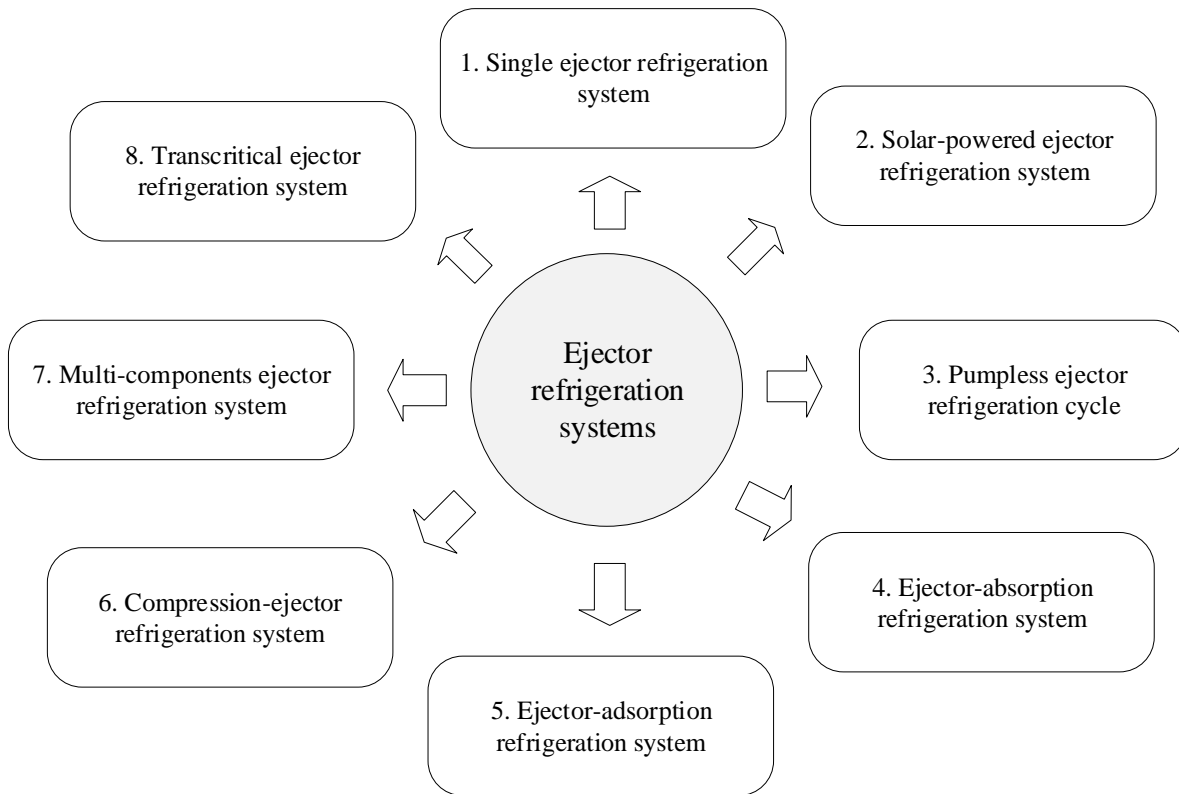 1. Single ejector refrigeration
system
2. Solar-powered ejector
refrigeration system
3. Pumpless ejector
refrigeration cycle
4. Ejector-absorption
refrigeration system
5. Ejector-adsorption
refrigeration system
6. Compression-ejector
refrigeration system
7. Multi-components ejector
refrigeration system
8. Transcritical ejector
refrigeration system
Ejector
refrigeration
systems